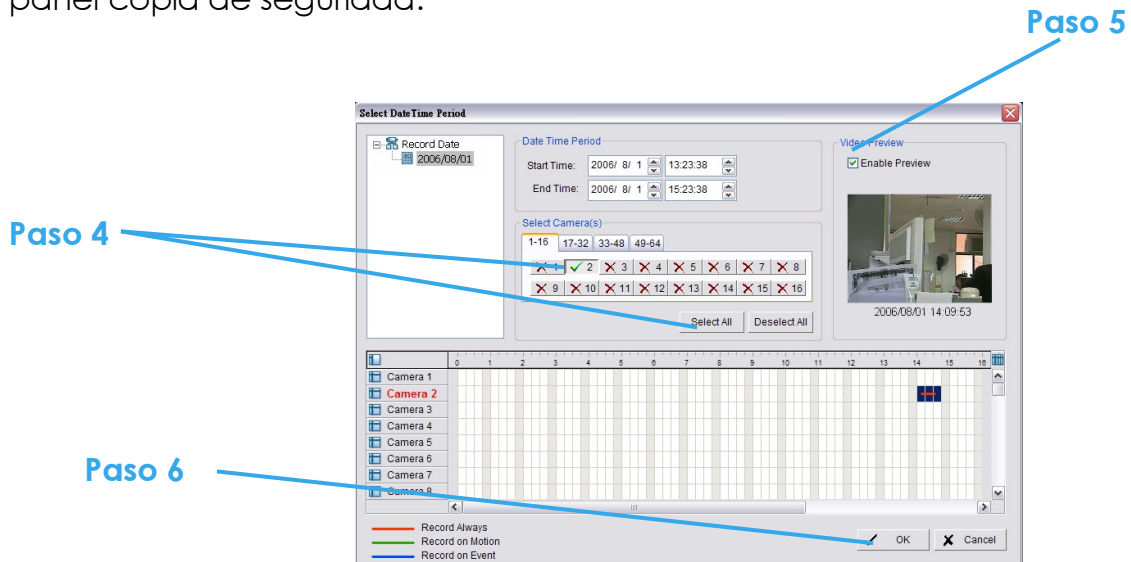 panel copia de seguridad.
Paso 5
Select DateTime Period
Record Date
2006/08/01
Date Time Period
Start Time: 2006/ 8/ 1 13:23:38
End Time: 2006/ 8/ 1 15:23:38
Video Preview
Enable Preview
Paso 4
Select Camera(s)
1-16 17-32 33-48 49-64
1 2 3 4 5 6 7 8
9 10 11 12 13 14 15 16
Select All Deselect All
2006/08/01 14:09:53
0 1 2 3 4 5 6 7 8 9 10 11 12 13 14 15 16
Camera 1
Camera 2
Camera 3
Camera 4
Camera 5
Camera 6
Camera 7
Camera 8
Paso 6
Record Always
Record on Motion
Record on Event
OK Cancel